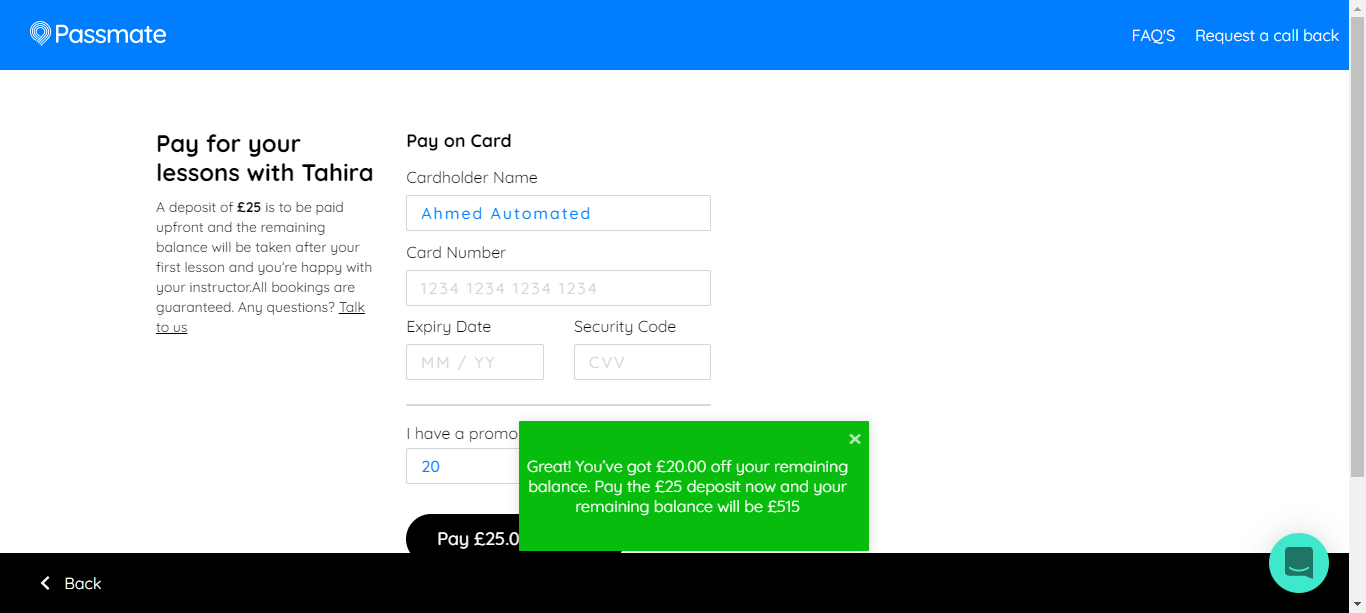 Passmate
FAQ'S
Request a call back
Pay for your
lessons with Tahira
A deposit of £25 is to be paid
upfront and the remaining
balance will be taken after your
first lesson and you're happy with
your instructor.All bookings are
guaranteed. Any questions? Talk
to us
Pay on Card
Cardholder Name
Ahmed Automated
Card Number
1234 1234 1234 1234
Expiry Date
Security Code
MM / YY
CVV
I have a promo
20
Great! You've got £20.00 off your remaining
balance. Pay the £25 deposit now and your
remaining balance will be £515
Pay £25.0
Back